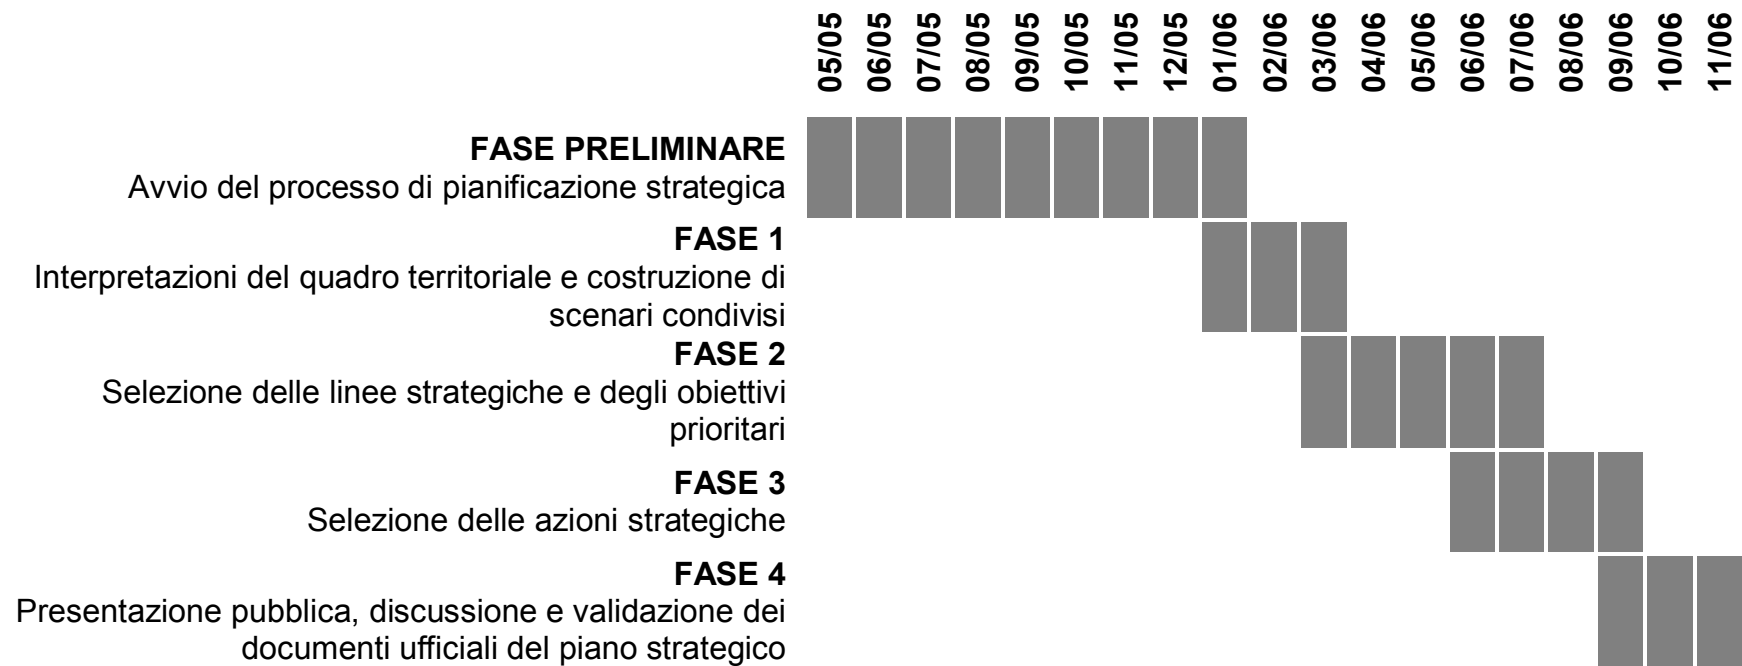 05/05 06/05 07/05 08/05 09/05 10/05 11/05 12/05 01/06 02/06 03/06 04/06 05/06 06/06 07/06 08/06 09/06 10/06 11/06
FASE PRELIMINARE
Avvio del processo di pianificazione strategica
FASE 1
Interpretazioni del quadro territoriale e costruzione di
scenari condivisi
FASE 2
Selezione delle linee strategiche e degli obiettivi
prioritari
FASE 3
Selezione delle azioni strategiche
FASE 4
Presentazione pubblica, discussione e validazione dei
documenti ufficiali del piano strategico